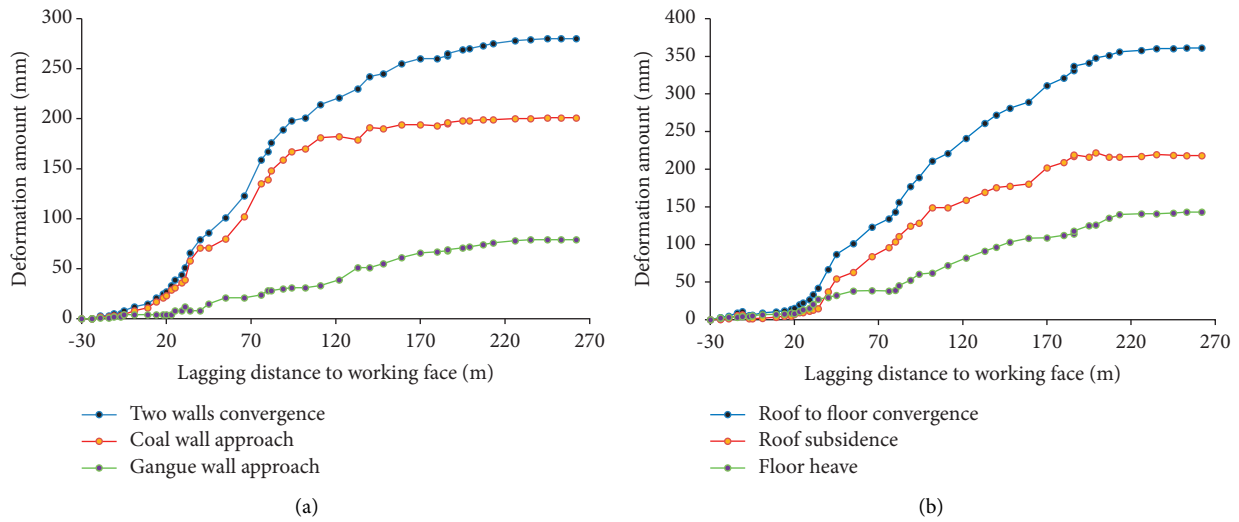 300
250
200
150
100
50
0
Deformation amount (mm)
-30 20 70 120 170 220 270
Lagging distance to working face (m)
Two walls convergence
Coal wall approach
Gangue wall approach
(a)
400
350
300
250
200
150
100
50
0
Deformation amount (mm)
-30 20 70 120 170 220 270
Lagging distance to working face (m)
Roof to floor convergence
Roof subsidence
Floor heave
(b)